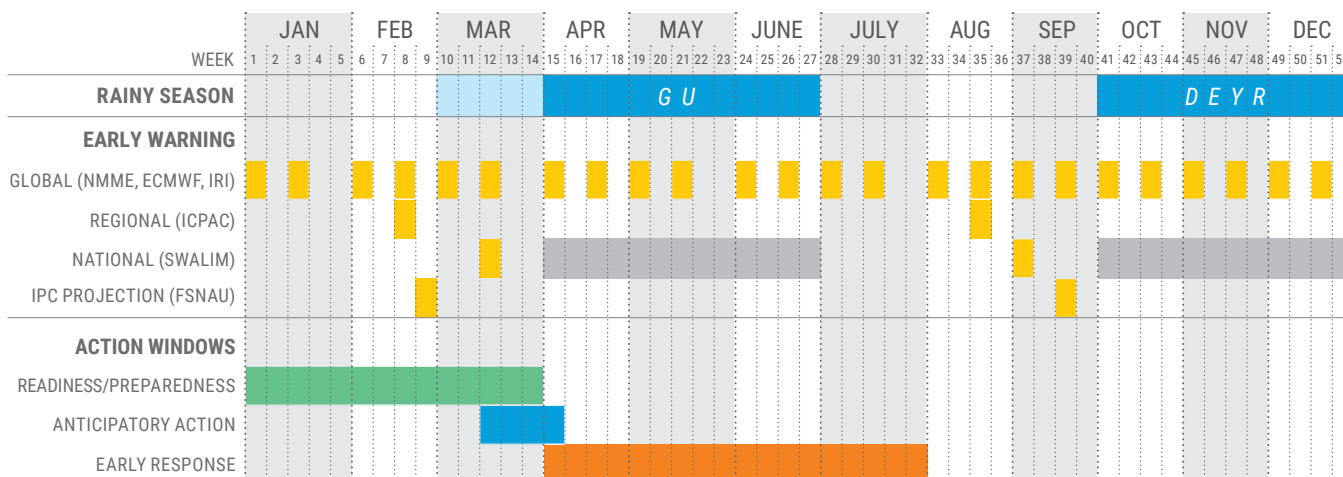 JAN FEB MAR APR MAY JUNE JULY AUG SEP OCT NOV DEC
WEEK 1 2 3 4 5 6 7 8 9 10 11 12 13 14 15 16 17 18 19 20 21 22 23 24 25 26 27 28 29 30 31 32 33 34 35 36 37 38 39 40 41 42 43 44 45 46 47 48 49 50 51
RAINY SEASON GU DEYR
EARLY WARNING
GLOBAL (NMME, ECMWF, IRI)
REGIONAL (ICPAC)
NATIONAL (SWALIM)
IPC PROJECTION (FSNAU)
ACTION WINDOWS
READINESS/PREPAREDNESS
ANTICIPATORY ACTION
EARLY RESPONSE